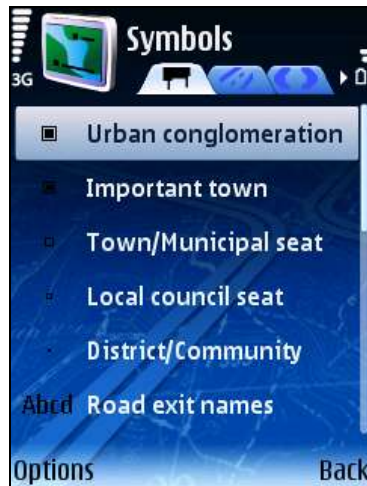 Symbols
3G
Urban conglomeration
Important town
Town/Municipal seat
Local council seat
District/Community
Abcd Road exit names
Options Back